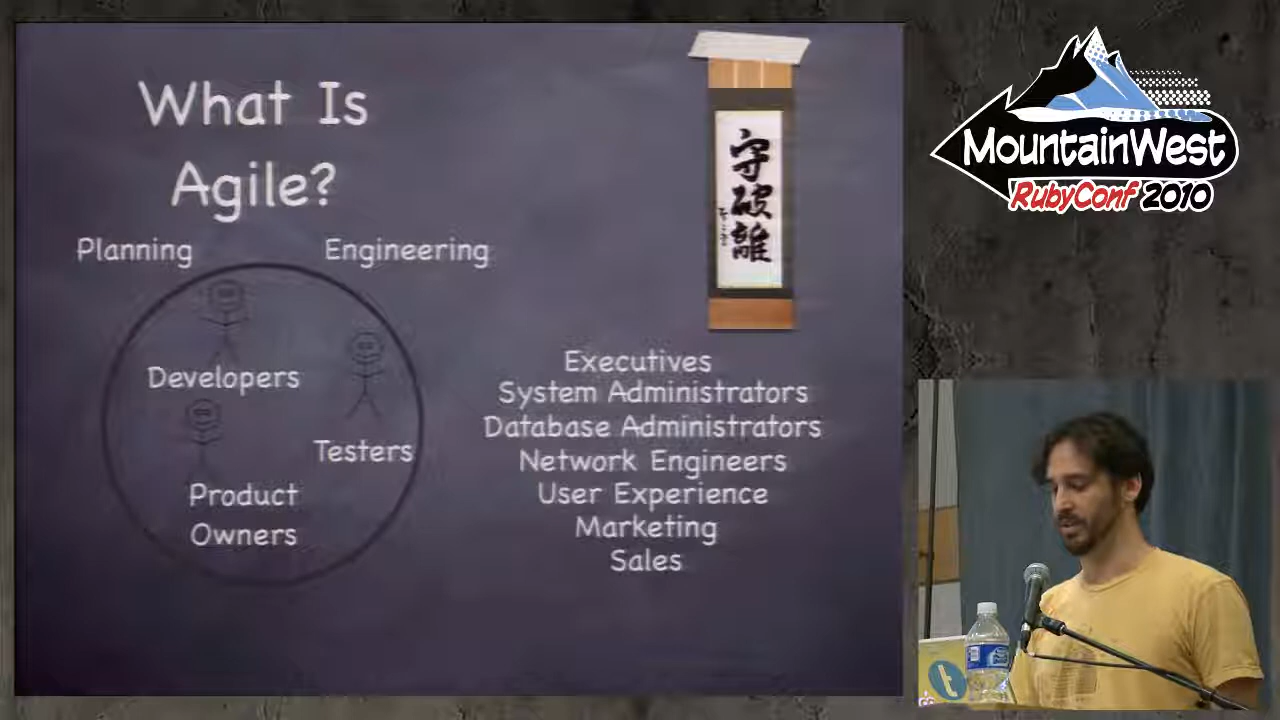 What Is
Agile?
Planning
Engineering
Developers
Testers
Product
Owners
守破離
Executives
System Administrators
Database Administrators
Network Engineers
User Experience
Marketing
Sales
MountainWest
RubyConf 2010
t